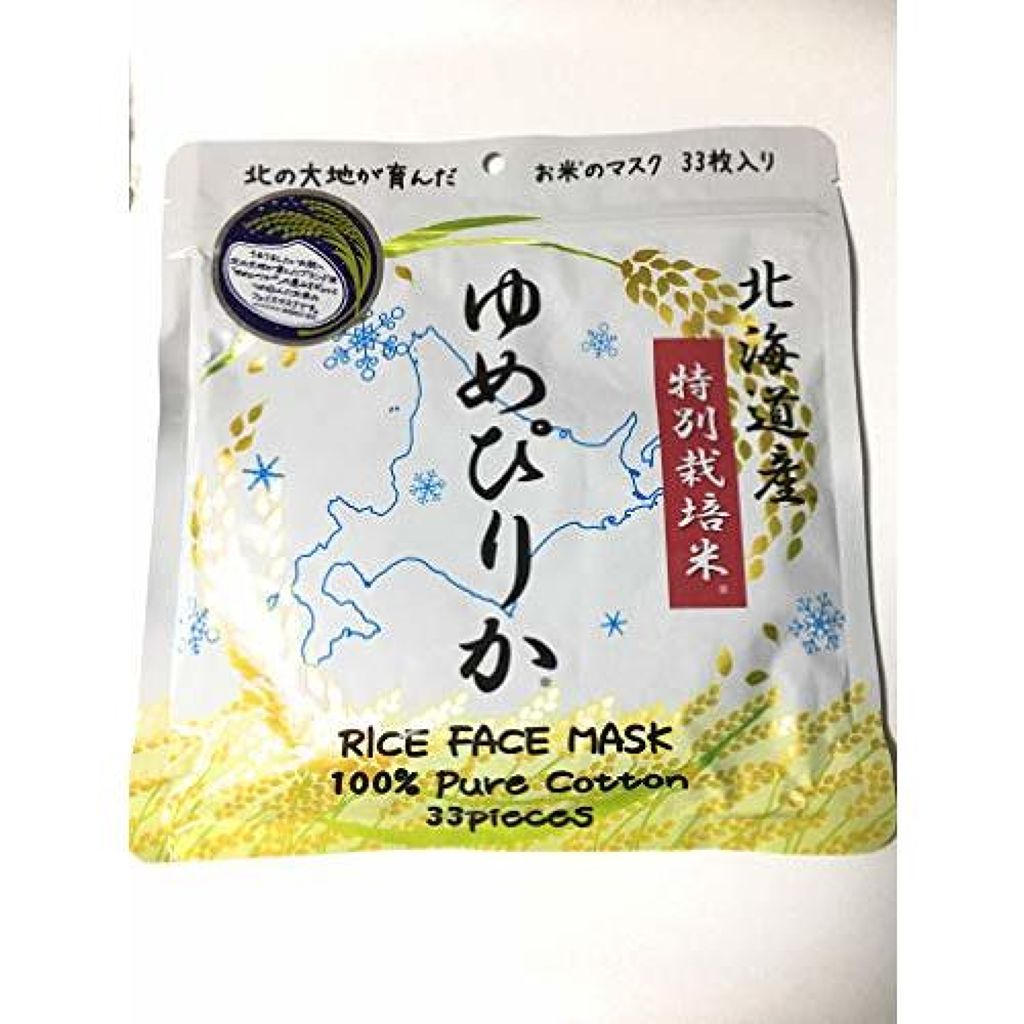 北の大地が育んだ
お米のマスク 33枚入り
北海道産
特別栽培米
ゆめぴりか
RICE FACE MASK
100% Pure Cotton
33pieces